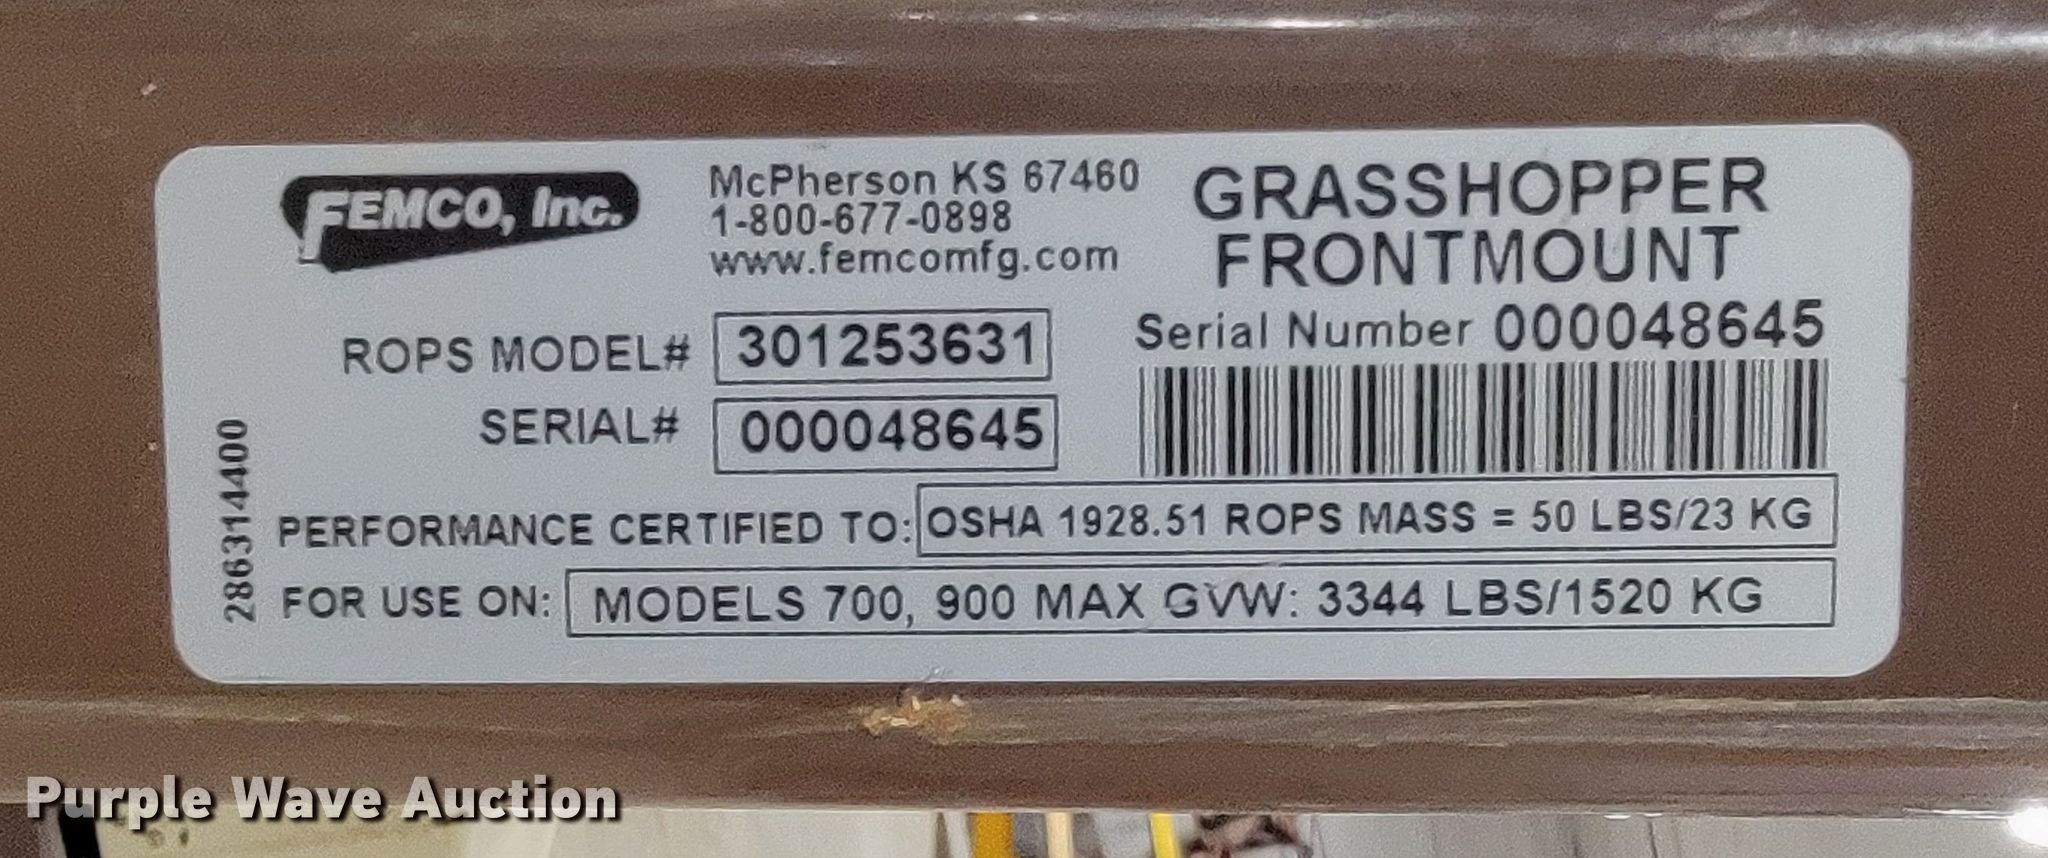 FEMCO, Inc.
McPherson KS 67460
1-800-677-0898
www.femcomfg.com
GRASSHOPPER
FRONTMOUNT
ROPS MODEL# 301253631
SERIAL# 000048645
Serial Number 000048645
286314400
PERFORMANCE CERTIFIED TO: OSHA 1928.51 ROPS MASS = 50 LBS/23 KG
FOR USE ON: MODELS 700, 900 MAX GVW: 3344 LBS/1520 KG
Purple Wave Auction